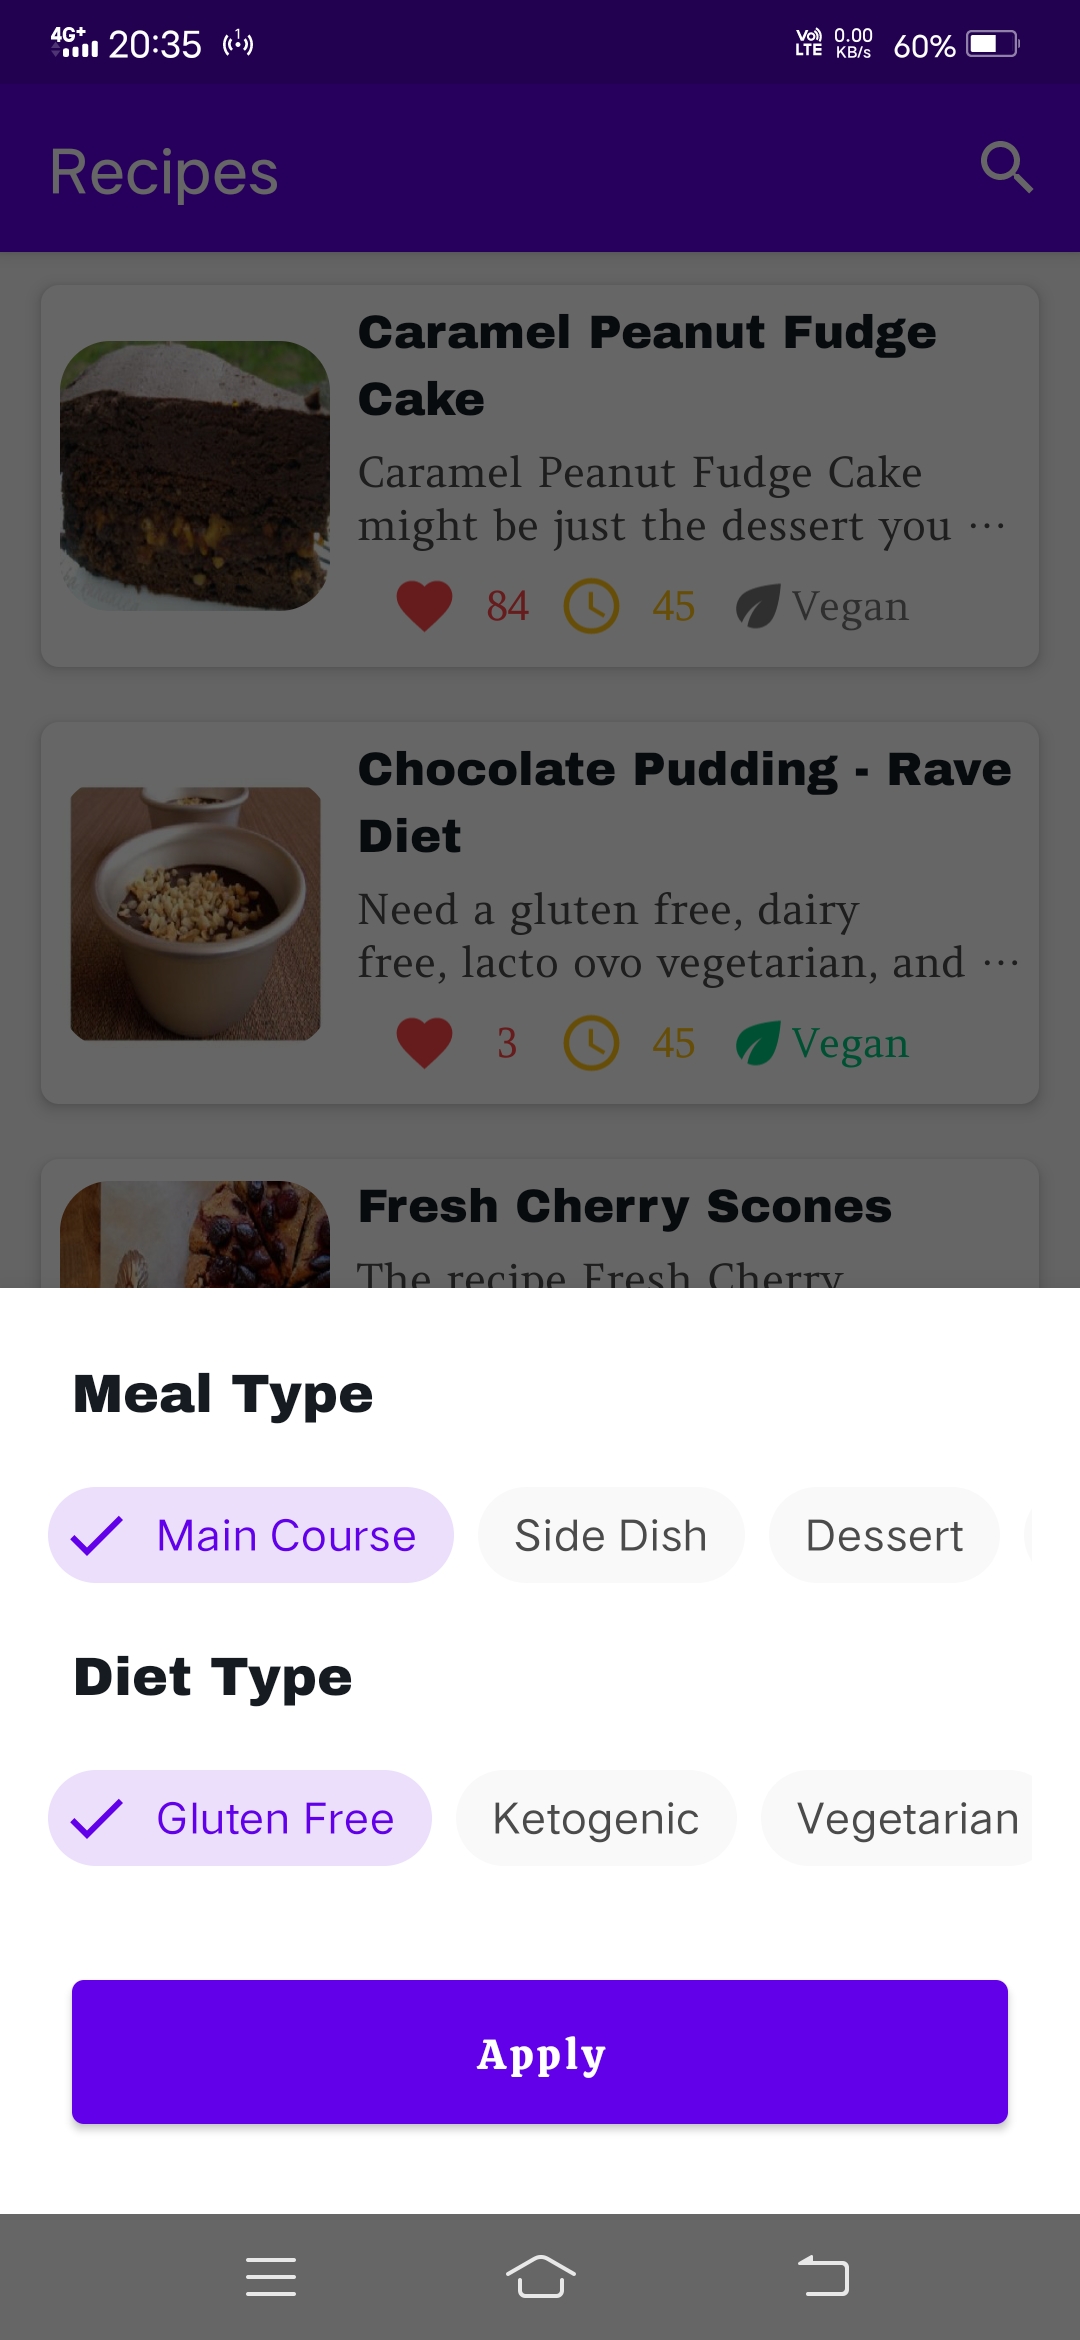 4G+ 20:35 Vo) LTE 0.00 KB/s 60%
Recipes
Caramel Peanut Fudge
Cake
Caramel Peanut Fudge Cake
might be just the dessert you ...
84 45 Vegan
Chocolate Pudding - Rave
Diet
Need a gluten free, dairy
free, lacto ovo vegetarian, and ...
3 45 Vegan
Fresh Cherry Scones
The recipe Fresh Cherry
Meal Type
Main Course Side Dish Dessert
Diet Type
Gluten Free Ketogenic Vegetarian
Apply